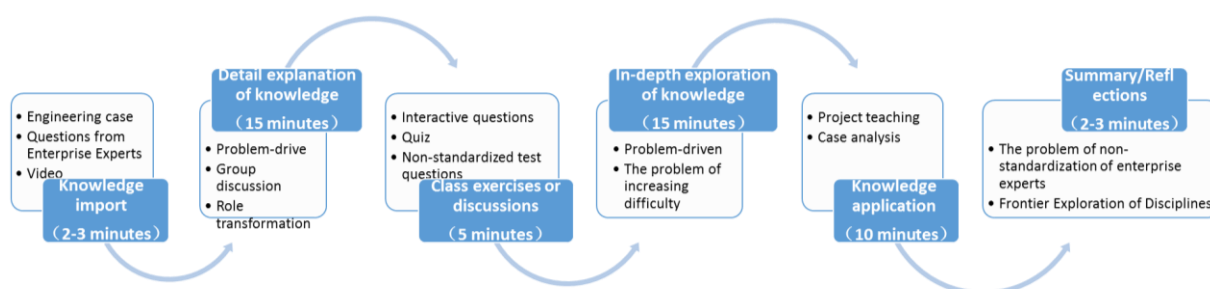 • Engineering case
• Questions from
Enterprise Experts
• Video
Knowledge
import
（2-3 minutes）
Detail explanation
of knowledge
（15 minutes）
• Problem-drive
• Group
discussion
• Role
transformation
• Interactive questions
• Quiz
• Non-standardized test
questions
Class exercises or
discussions
（5 minutes）
In-depth exploration
of knowledge
（15 minutes）
• Problem-driven
• The problem of
increasing
difficulty
• Project teaching
• Case analysis
Knowledge
application
（10 minutes）
Summary/Refl
ections
（2-3 minutes）
• The problem of non-
standardization of enterprise
experts
• Frontier Exploration of Disciplines